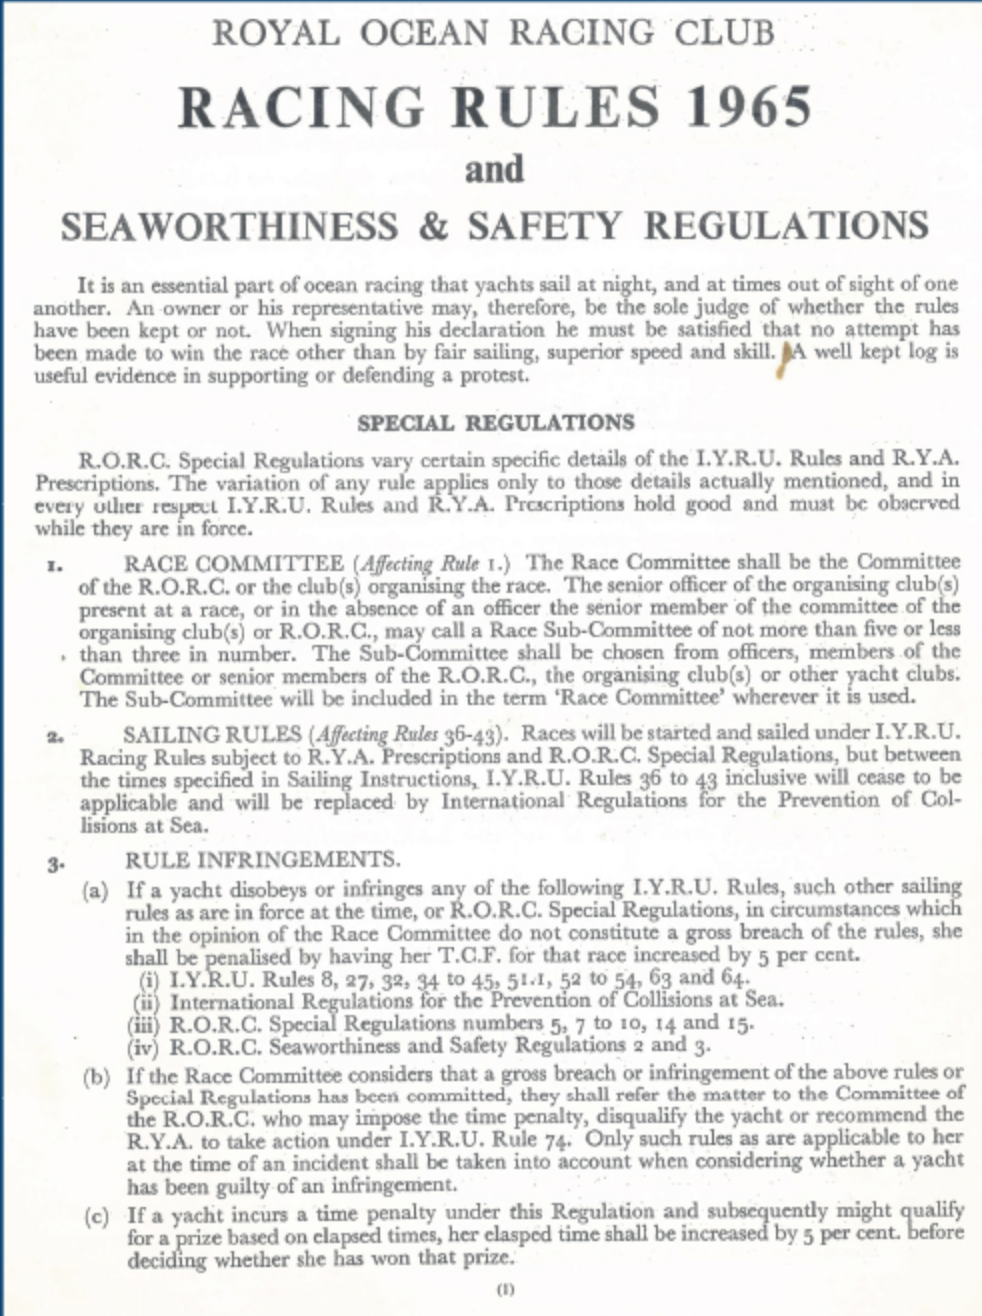 ROYAL OCEAN RACING CLUB
RACING RULES 1965
and
SEAWORTHINESS & SAFETY REGULATIONS
It is an essential part of ocean racing that yachts sail at night, and at times out of sight of one
another. An owner or his representative may, therefore, be the sole judge of whether the rules
have been kept or not. When signing his declaration he must be satisfied that no attempt has
been made to win the race other than by fair sailing, superior speed and skill. A well kept log is
useful evidence in supporting or defending a protest.
SPECIAL REGULATIONS
R.O.R.C. Special Regulations vary certain specific details of the I.Y.R.U. Rules and R.Y.A.
Prescriptions. The variation of any rule applies only to those details actually mentioned, and in
every other respect I.Y.R.U. Rules and R.Y.A. Prescriptions hold good and must be observed
while they are in force.
1. RACE COMMITTEE (Affecting Rule 1.) The Race Committee shall be the Committee
of the R.O.R.C. or the club(s) organising the race. The senior officer of the organising club(s)
present at a race, or in the absence of an officer the senior member of the committee of the
organising club(s) or R.O.R.C., may call a Race Sub-Committee of not more than five or less
than three in number. The Sub-Committee shall be chosen from officers, members of the
Committee or senior members of the R.O.R.C., the organising club(s) or other yacht clubs.
The Sub-Committee will be included in the term 'Race Committee' wherever it is used.
2. SAILING RULES (Affecting Rules 36-43). Races will be started and sailed under I.Y.R.U.
Racing Rules subject to R.Y.A. Prescriptions and R.O.R.C. Special Regulations, but between
the times specified in Sailing Instructions, I.Y.R.U. Rules 36 to 43 inclusive will cease to be
applicable and will be replaced by International Regulations for the Prevention of Col-
lisions at Sea.
3. RULE INFRINGEMENTS.
(a) If a yacht disobeys or infringes any of the following I.Y.R.U. Rules, such other sailing
rules as are in force at the time, or R.O.R.C. Special Regulations, in circumstances which
in the opinion of the Race Committee do not constitute a gross breach of the rules, she
shall be penalised by having her T.C.F. for that race increased by 5 per cent.
(i) I.Y.R.U. Rules 8, 27, 32, 34 to 45, 51.1, 52 to 54, 63 and 64.
(ii) International Regulations for the Prevention of Collisions at Sea.
(iii) R.O.R.C. Special Regulations numbers 5, 7 to 10, 14 and 15.
(iv) R.O.R.C. Seaworthiness and Safety Regulations 2 and 3.
(b) If the Race Committee considers that a gross breach or infringement of the above rules or
Special Regulations has been committed, they shall refer the matter to the Committee of
the R.O.R.C. who may impose the time penalty, disqualify the yacht or recommend the
R.Y.A. to take action under I.Y.R.U. Rule 74. Only such rules as are applicable to her
at the time of an incident shall be taken into account when considering whether a yacht
has been guilty of an infringement.
(c) If a yacht incurs a time penalty under this Regulation and subsequently might qualify
for a prize based on elapsed times, her elapsed time shall be increased by 5 per cent. before
deciding whether she has won that prize.
(1)